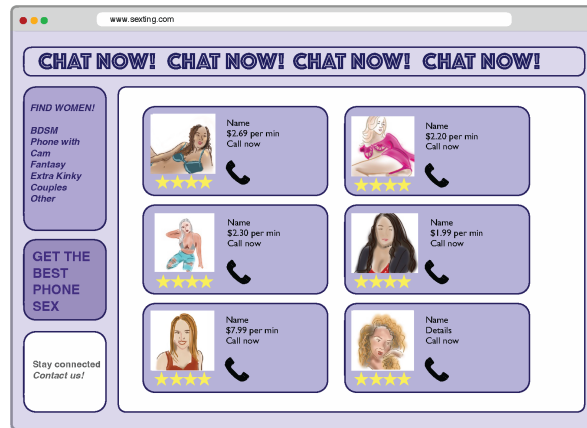 www.sexting.com
CHAT NOW! CHAT NOW! CHAT NOW! CHAT NOW!
FIND WOMEN!
BDSM
Phone with
Cam
Fantasy
Extra Kinky
Couples
Other
GET THE
BEST
PHONE
SEX
Stay connected
Contact us!
Name
$2.69 per min
Call now
Name
$2.20 per min
Call now
Name
$2.30 per min
Call now
Name
$1.99 per min
Call now
Name
$7.99 per min
Call now
Name
Details
Call now